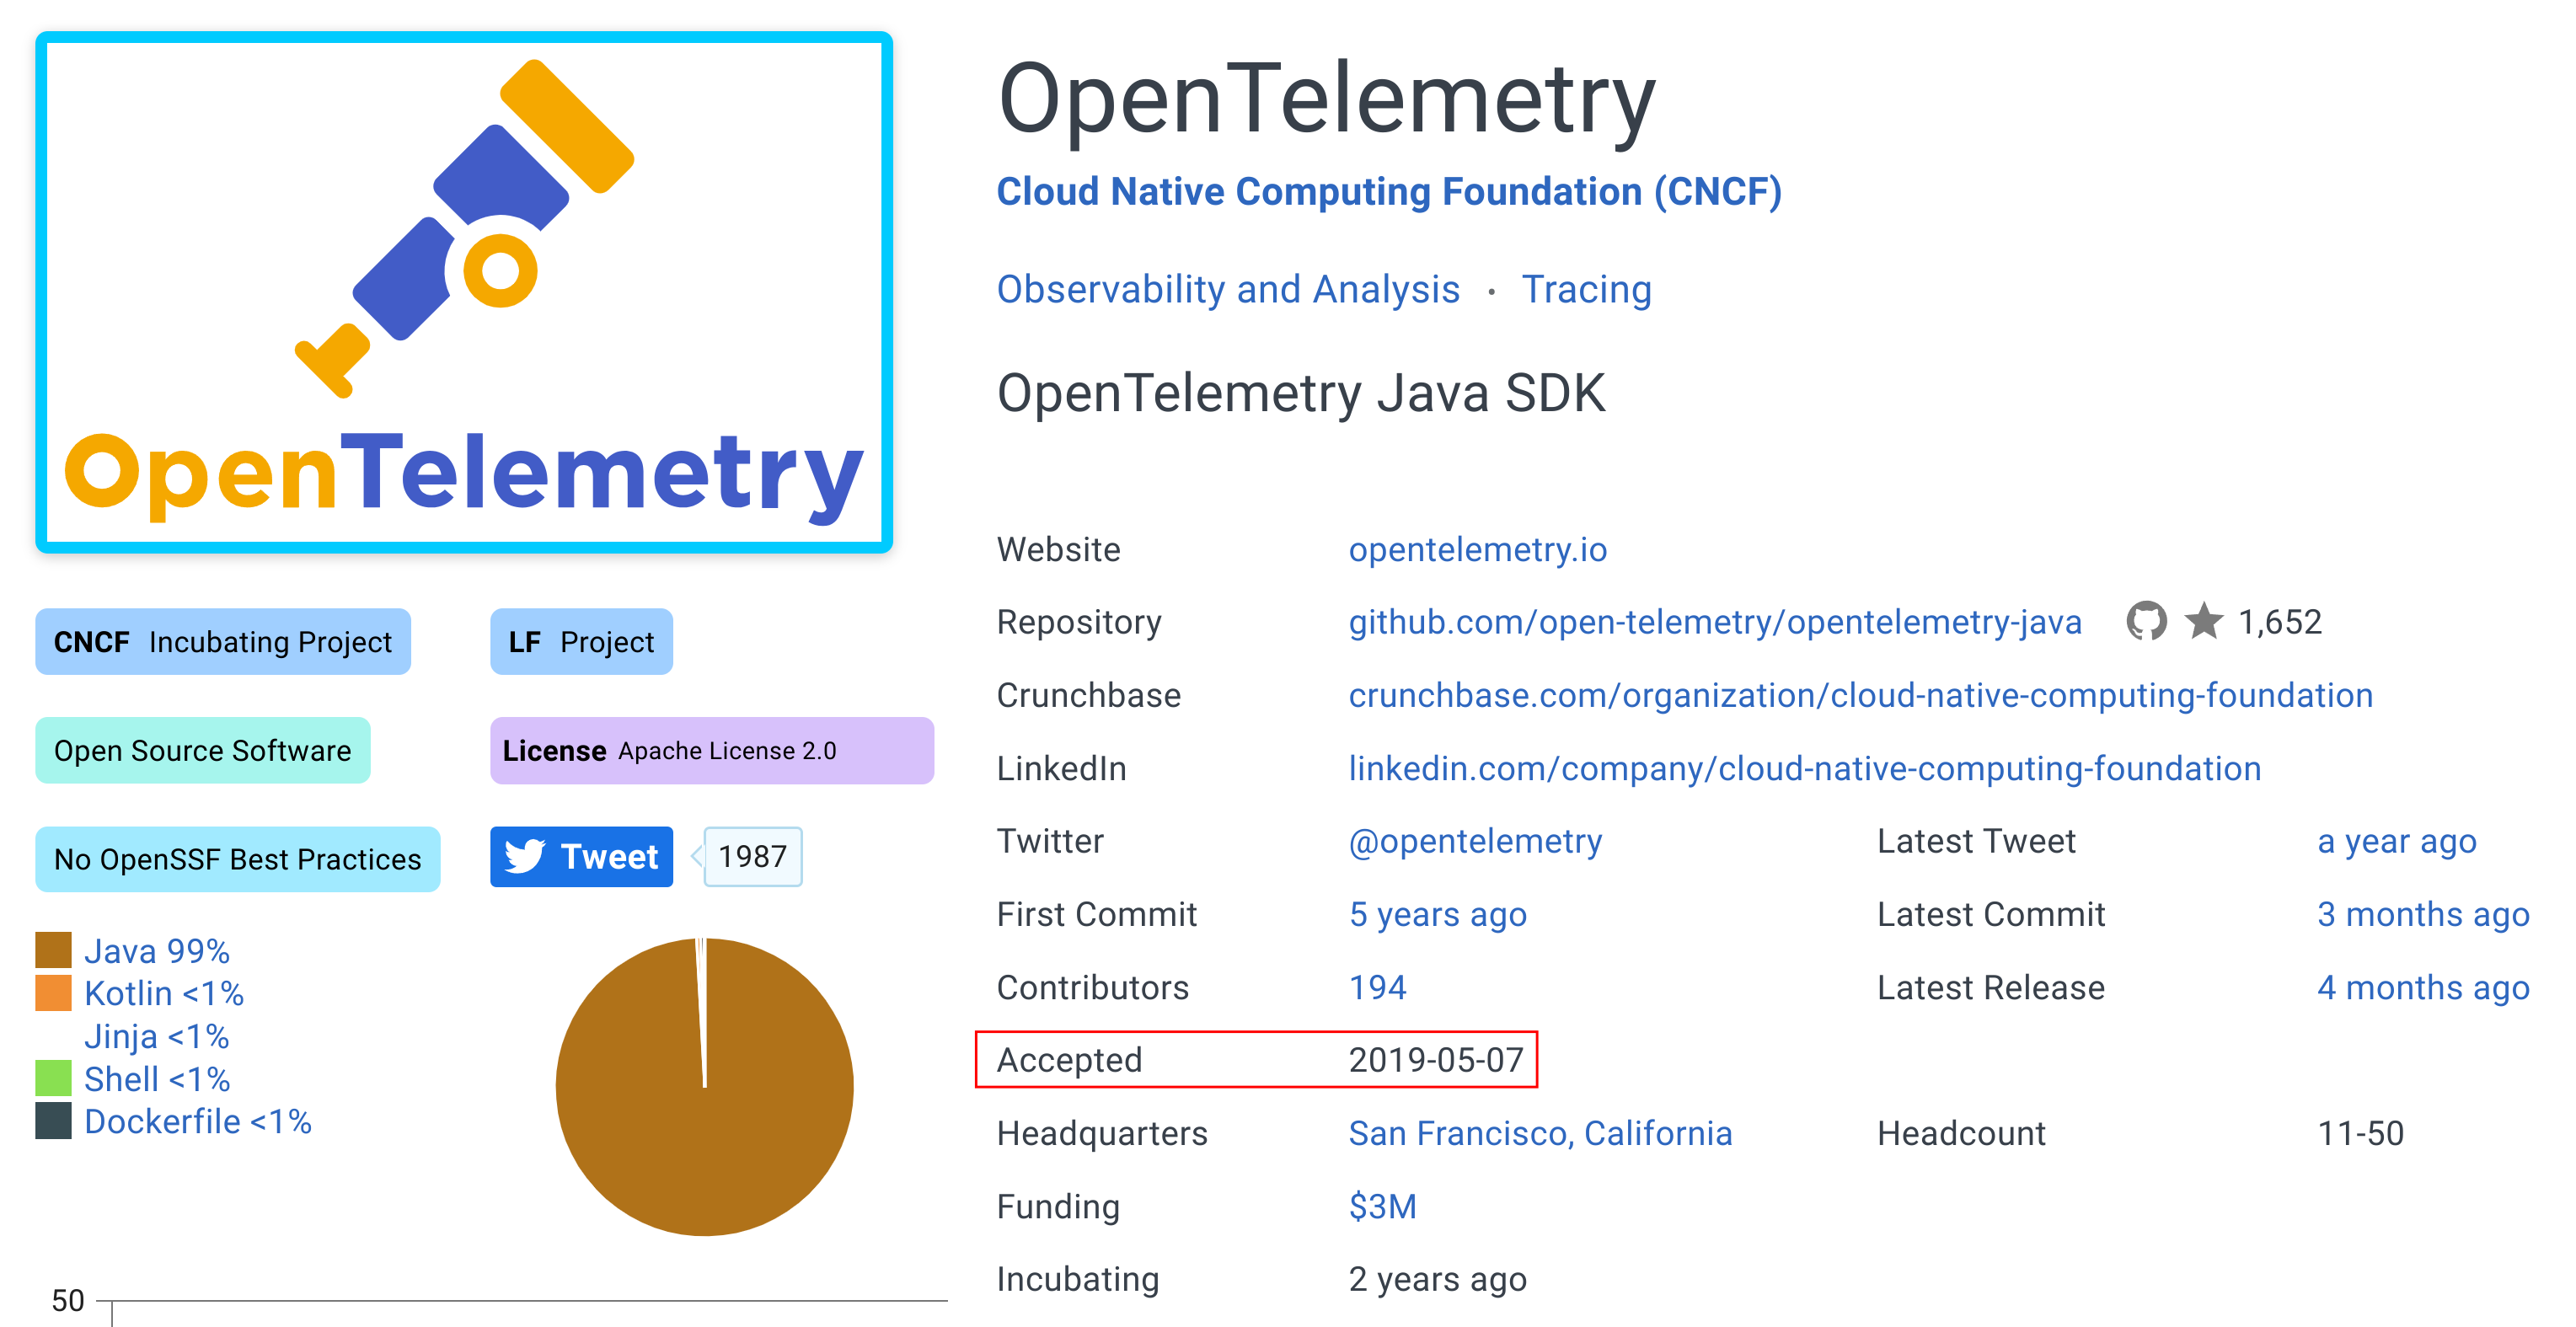 OpenTelemetry
CNCF Incubating Project
LF Project
Open Source Software
License Apache License 2.0
No OpenSSF Best Practices
Tweet 1987
Java 99%
Kotlin <1%
Jinja <1%
Shell <1%
Dockerfile <1%
50
OpenTelemetry
Cloud Native Computing Foundation (CNCF)
Observability and Analysis · Tracing
OpenTelemetry Java SDK
Website opentelemetry.io
Repository github.com/open-telemetry/opentelemetry-java 1,652
Crunchbase crunchbase.com/organization/cloud-native-computing-foundation
LinkedIn linkedin.com/company/cloud-native-computing-foundation
Twitter @opentelemetry Latest Tweet a year ago
First Commit 5 years ago Latest Commit 3 months ago
Contributors 194 Latest Release 4 months ago
Accepted 2019-05-07
Headquarters San Francisco, California Headcount 11-50
Funding $3M
Incubating 2 years ago